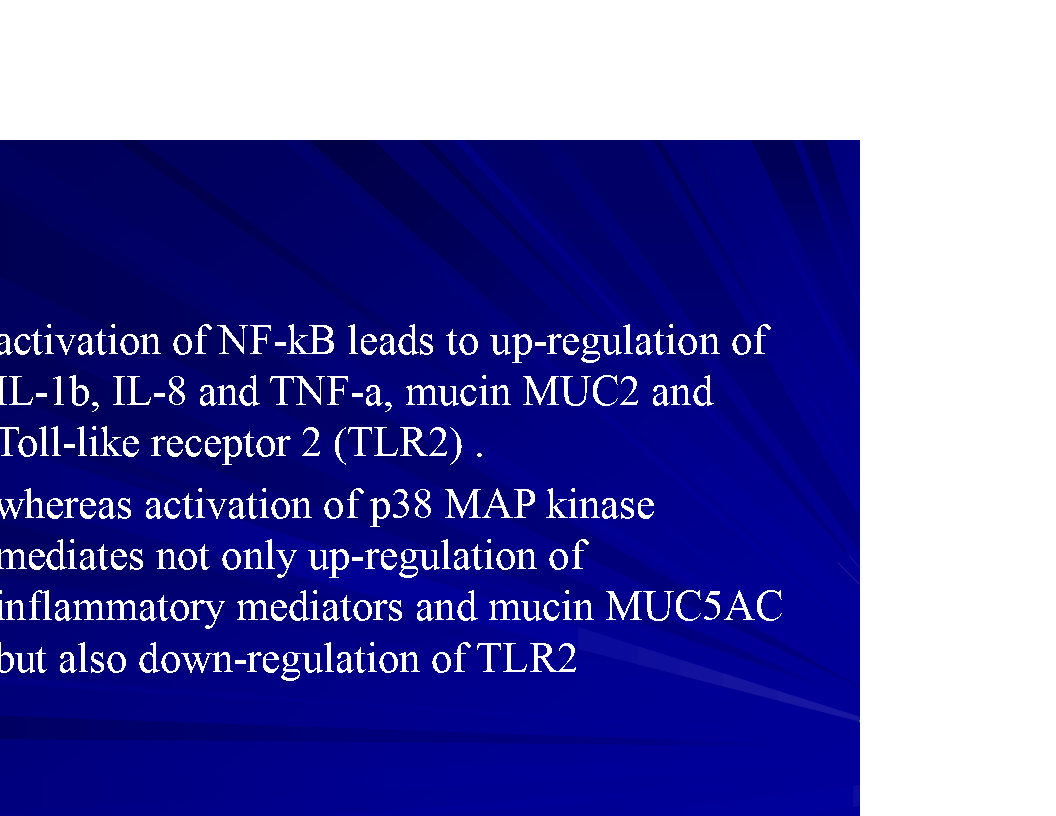 activation of NF-kB leads to up-regulation of
IL-1b, IL-8 and TNF-a, mucin MUC2 and
Toll-like receptor 2 (TLR2) .
whereas activation of p38 MAP kinase
mediates not only up-regulation of
inflammatory mediators and mucin MUC5AC
but also down-regulation of TLR2